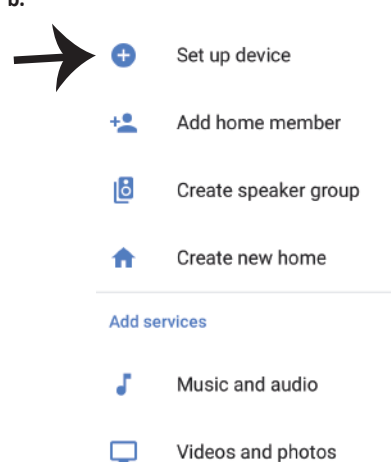 b.
Set up device
Add home member
Create speaker group
Create new home
Add services
Music and audio
Videos and photos